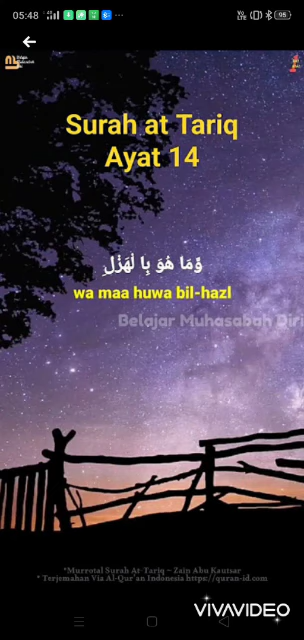 05:48
95
Surah at Tariq
Ayat 14
وَّمَا هُوَ بِا لْهَزْلِ
wa maa huwa bil-hazl
Belajar Muhasabah Diri
*Murrotal Surah At-Tariq – Zain Abu Kautsar
* Terjemahan Via Al-Qur'an Indonesia https://quran-id.com
VIVAVIDEO